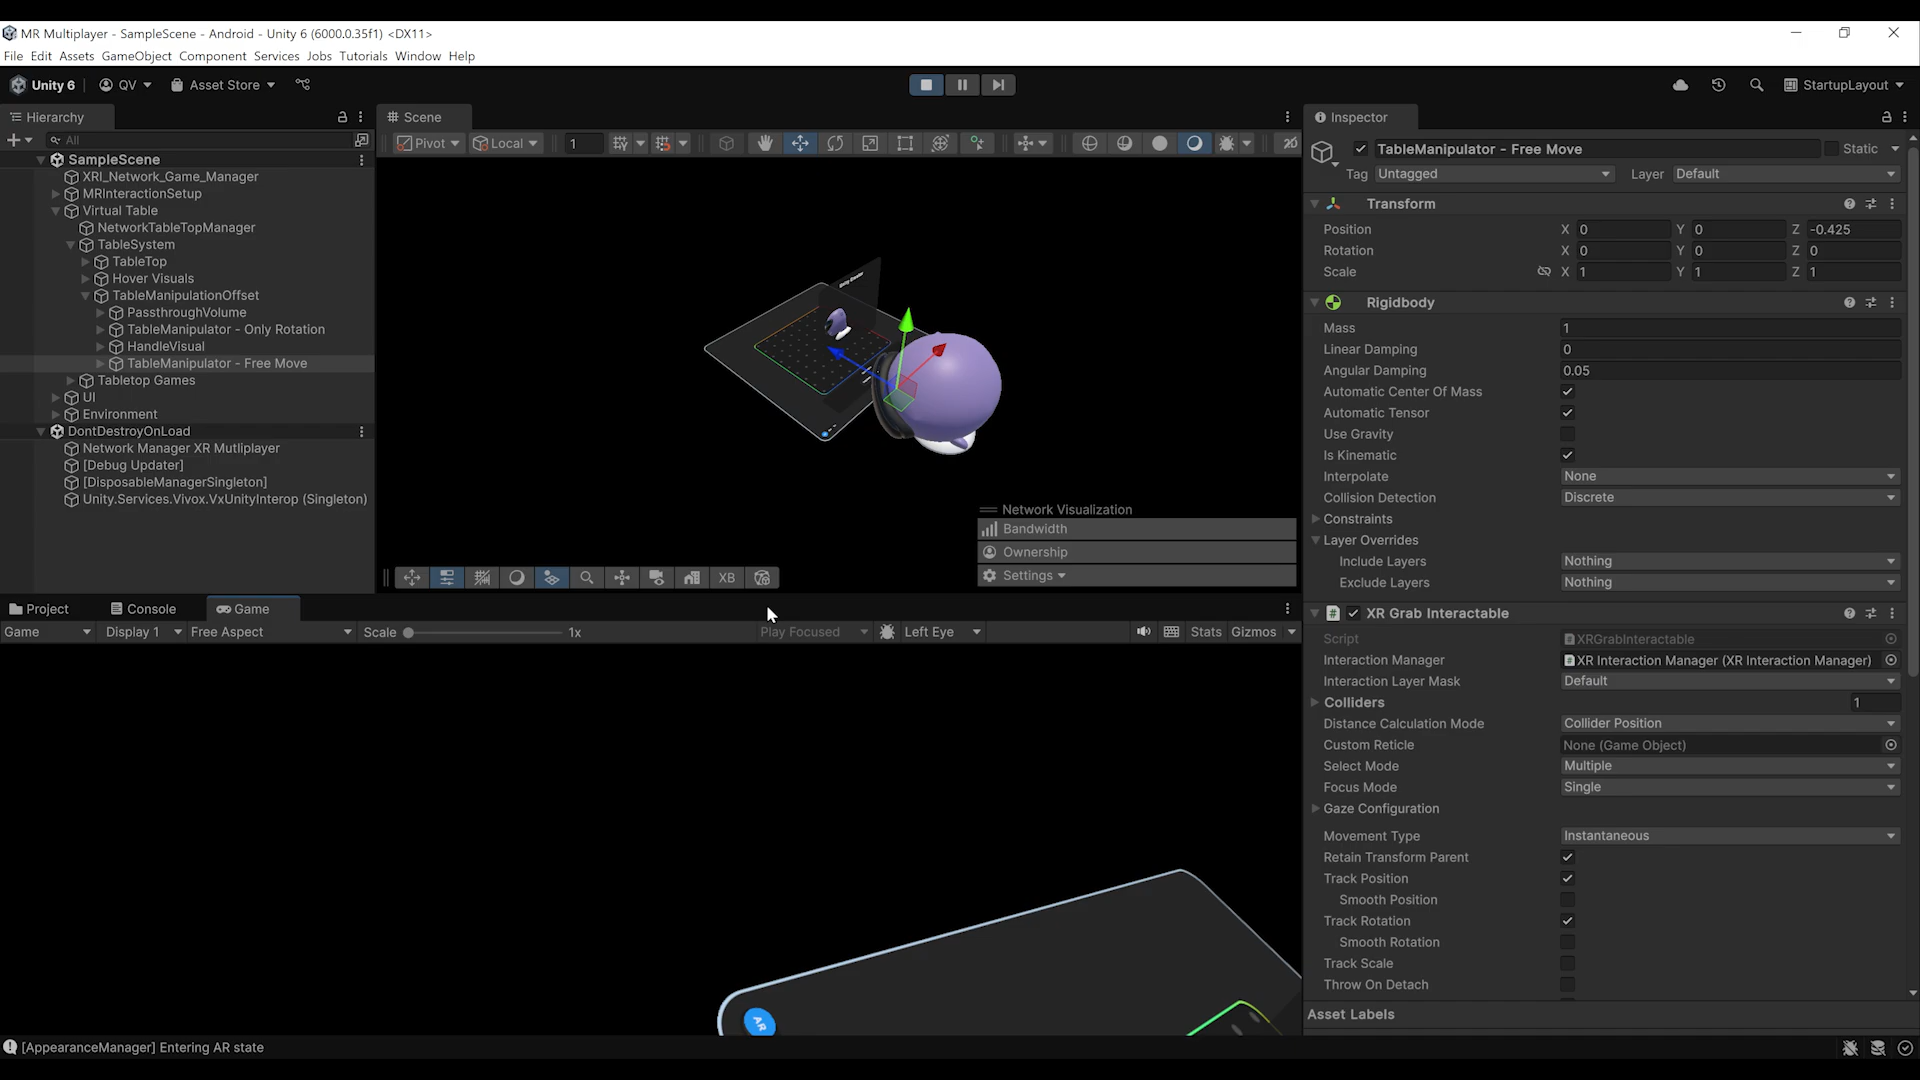 MR Multiplayer - SampleScene - Android - Unity 6 (6000.0.35f1) <DX11>
File Edit Assets GameObject Component Services Jobs Tutorials Window Help
Unity 6 QV Asset Store StartupLayout
Hierarchy
All
SampleScene
XRI_Network_Game_Manager
MRInteractionSetup
Virtual Table
NetworkTableTopManager
TableSystem
TableTop
Hover Visuals
TableManipulationOffset
PassthroughVolume
TableManipulator - Only Rotation
HandleVisual
TableManipulator - Free Move
Tabletop Games
UI
Environment
DontDestroyOnLoad
Network Manager XR Mutliplayer
[Debug Updater]
[DisposableManagerSingleton]
Unity.Services.Vivox.VxUnityInterop (Singleton)
Scene
Pivot Local 1
Network Visualization
Bandwidth
Ownership
Settings
XB
Project Console Game
Game Display 1 Free Aspect Scale 1x Play Focused Left Eye Stats Gizmos
AR
Inspector
TableManipulator - Free Move Static
Tag Untagged Layer Default
Transform
Position X 0 Y 0 Z -0.425
Rotation X 0 Y 0 Z 0
Scale X 1 Y 1 Z 1
Rigidbody
Mass 1
Linear Damping 0
Angular Damping 0.05
Automatic Center Of Mass
Automatic Tensor
Use Gravity
Is Kinematic
Interpolate None
Collision Detection Discrete
Constraints
Layer Overrides
Include Layers Nothing
Exclude Layers Nothing
XR Grab Interactable
Script XRGrabInteractable
Interaction Manager XR Interaction Manager (XR Interaction Manager)
Interaction Layer Mask Default
Colliders 1
Distance Calculation Mode Collider Position
Custom Reticle None (Game Object)
Select Mode Multiple
Focus Mode Single
Gaze Configuration
Movement Type Instantaneous
Retain Transform Parent
Track Position
Smooth Position
Track Rotation
Smooth Rotation
Track Scale
Throw On Detach
Asset Labels
[AppearanceManager] Entering AR state